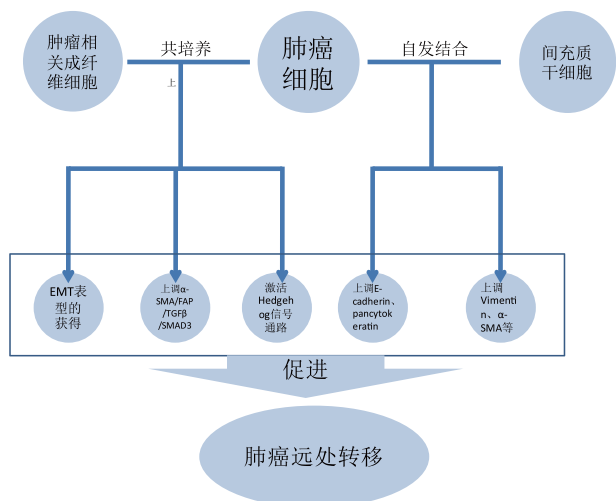 肿瘤相
关成纤
维细胞
共培养
上
肺癌
细胞
自发结合
间充质
干细胞
EMT表
型的
获得
上调α-
SMA/FAP
/TGFβ
/SMAD3
激活
Hedgeh
og信号
通路
上调E-
cadherin、
pancytok
eratin
上调
Vimenti
n、α-
SMA等
促进
肺癌远处转移